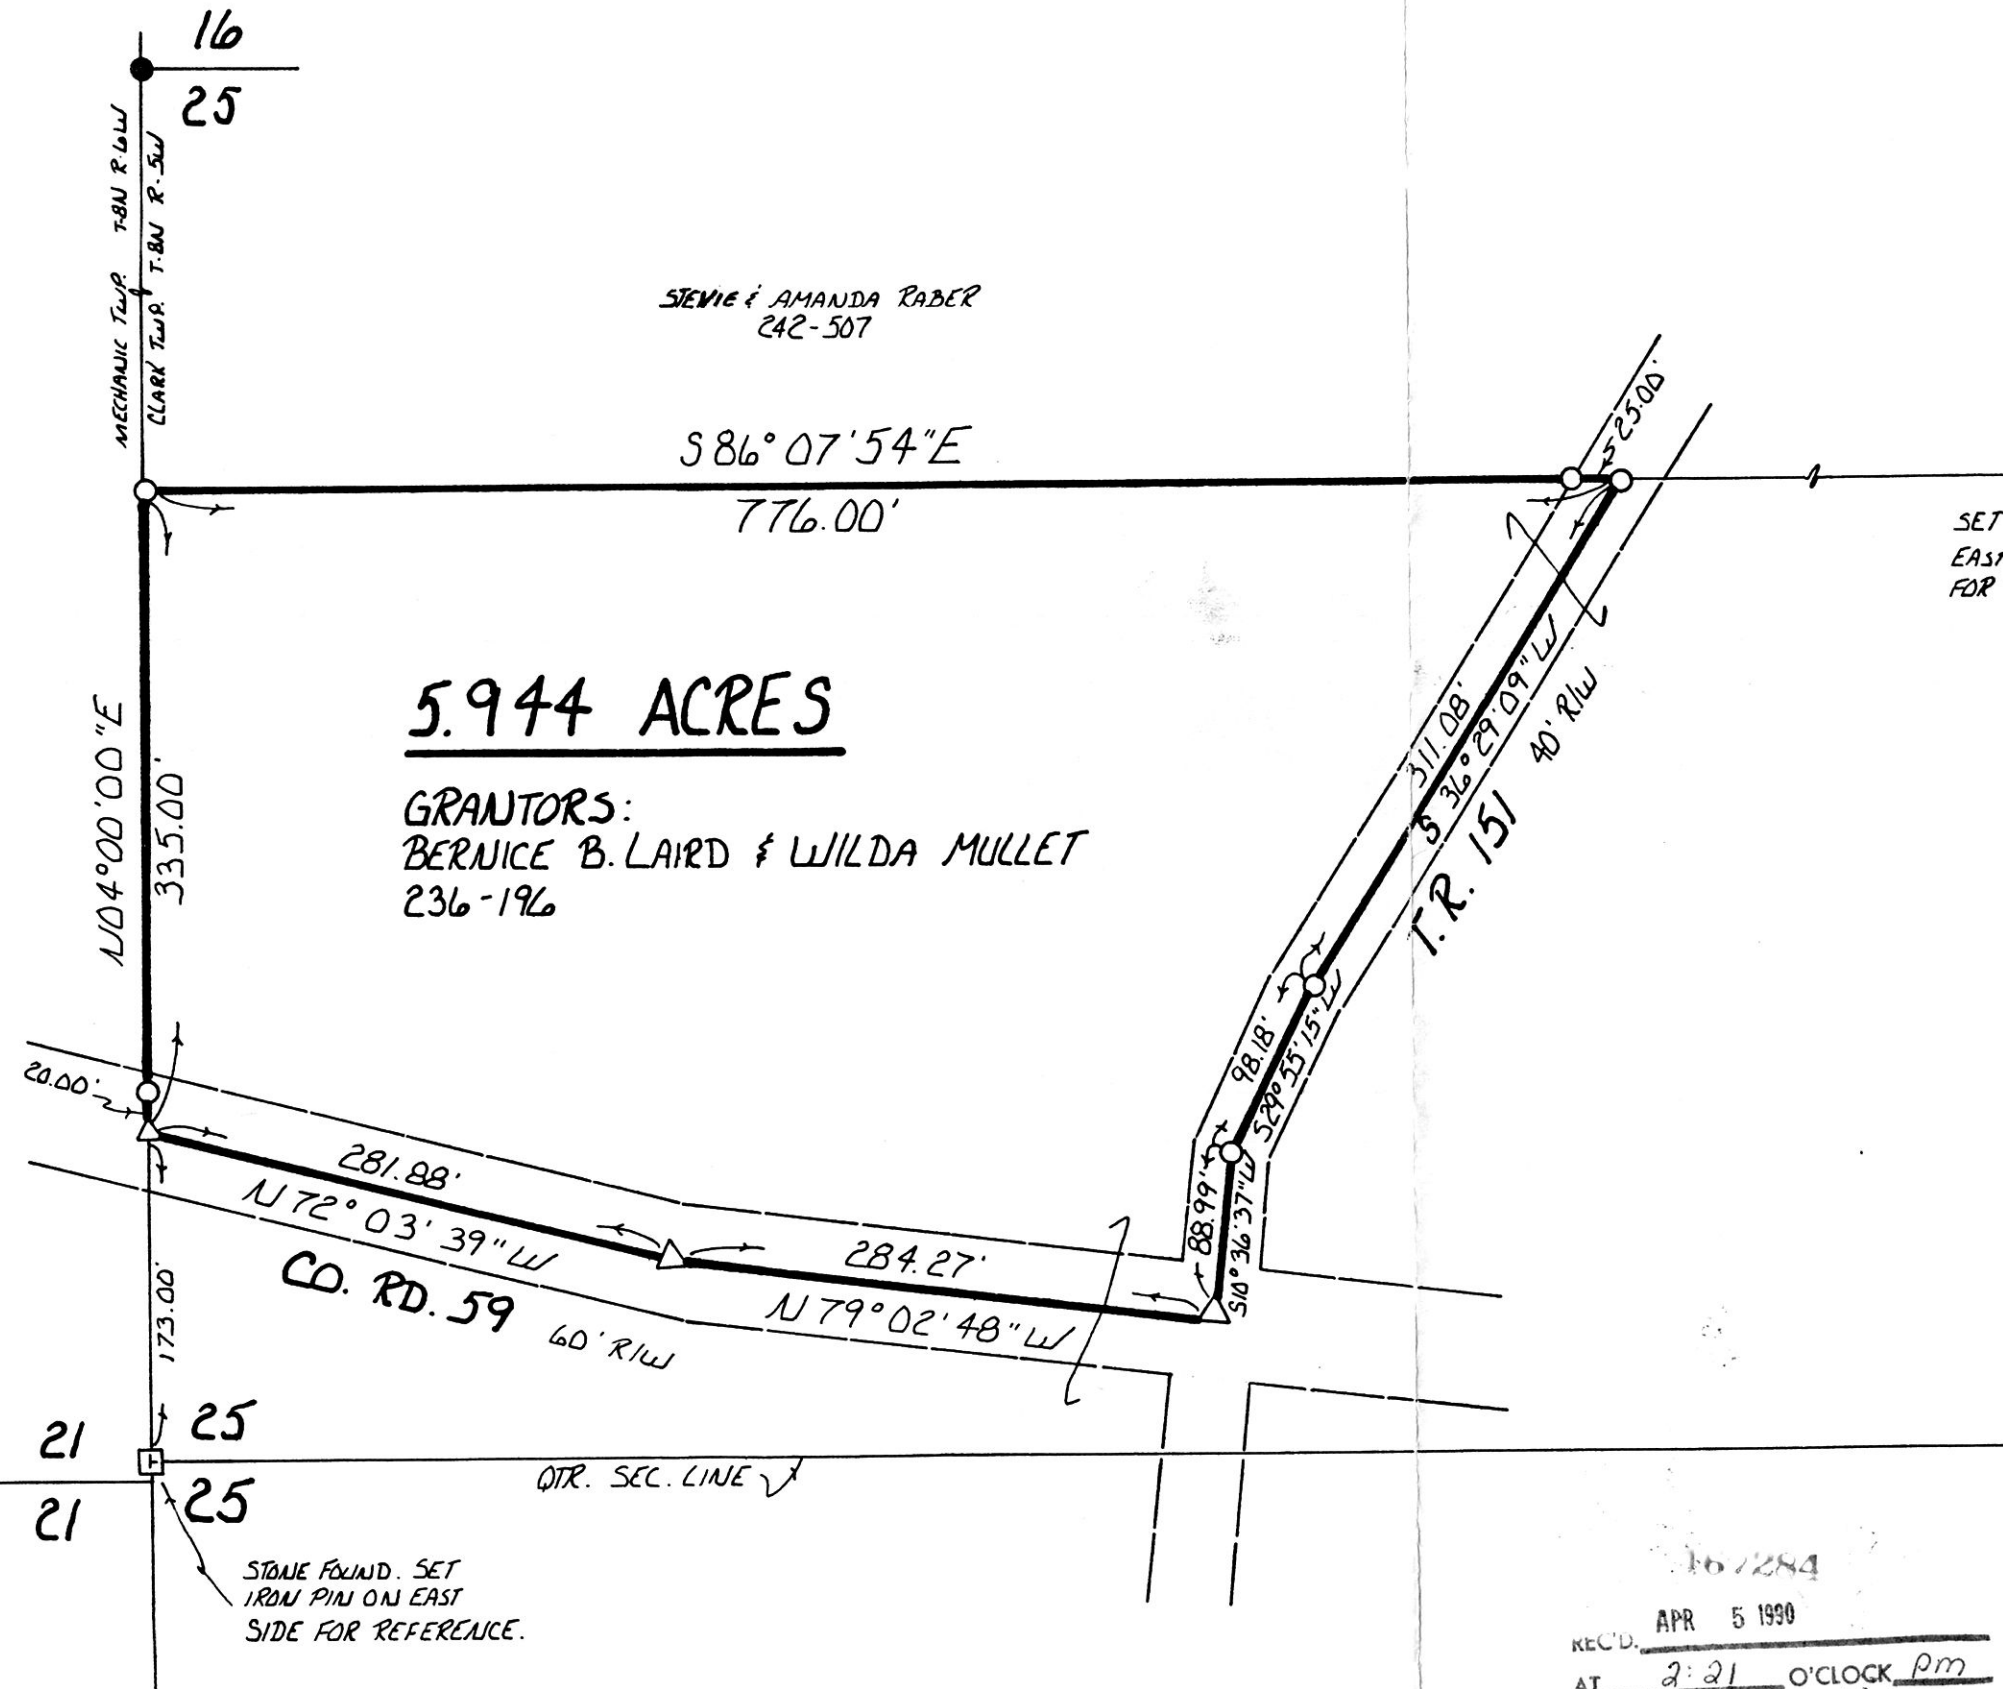 16
25
MECHANIC TWP. T-8N R-6W
CLARK TWP. T-8N R-5W
STEVIE & AMANDA RABER
242-507
25.00'
S 86° 07' 54" E
776.00'
SET
EAST
FOR
5.944 ACRES
GRANTORS:
BERNICE B. LAIRD & WILDA MULLET
236-196
N04°00'00"E
335.00'
311.08'
S 36° 29' 09" W
40' R/W
T.R. 151
98.18'
S29°55'15"W
88.99'
S10°36'37"W
20.00'
281.88'
N 72° 03' 39" W
CO. RD. 59
60' R/W
284.27'
N 79° 02' 48" W
173.00'
21 25
T
21 25
QTR. SEC. LINE
STONE FOUND. SET
IRON PIN ON EAST
SIDE FOR REFERENCE.
167284
REC'D. APR 5 1990
AT 2:21 O'CLOCK PM